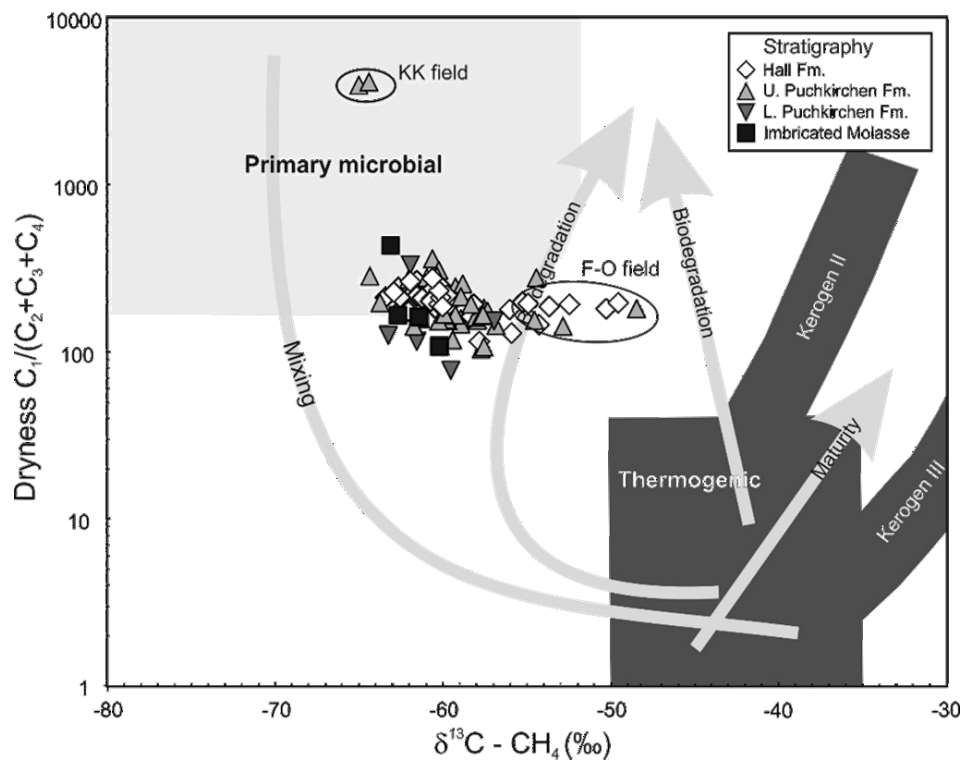 10000
1000
100
10
1
Dryness C₁/(C₂+C₃+C₄)
-80
-70
-60
-50
-40
-30
δ¹³C - CH₄ (‰)
Stratigraphy
Hall Fm.
U. Puchkirchen Fm.
L. Puchkirchen Fm.
Imbricated Molasse
KK field
Primary microbial
F-O field
Mixing
Biodegradation
Thermogenic
Maturity
Kerogen II
Kerogen III